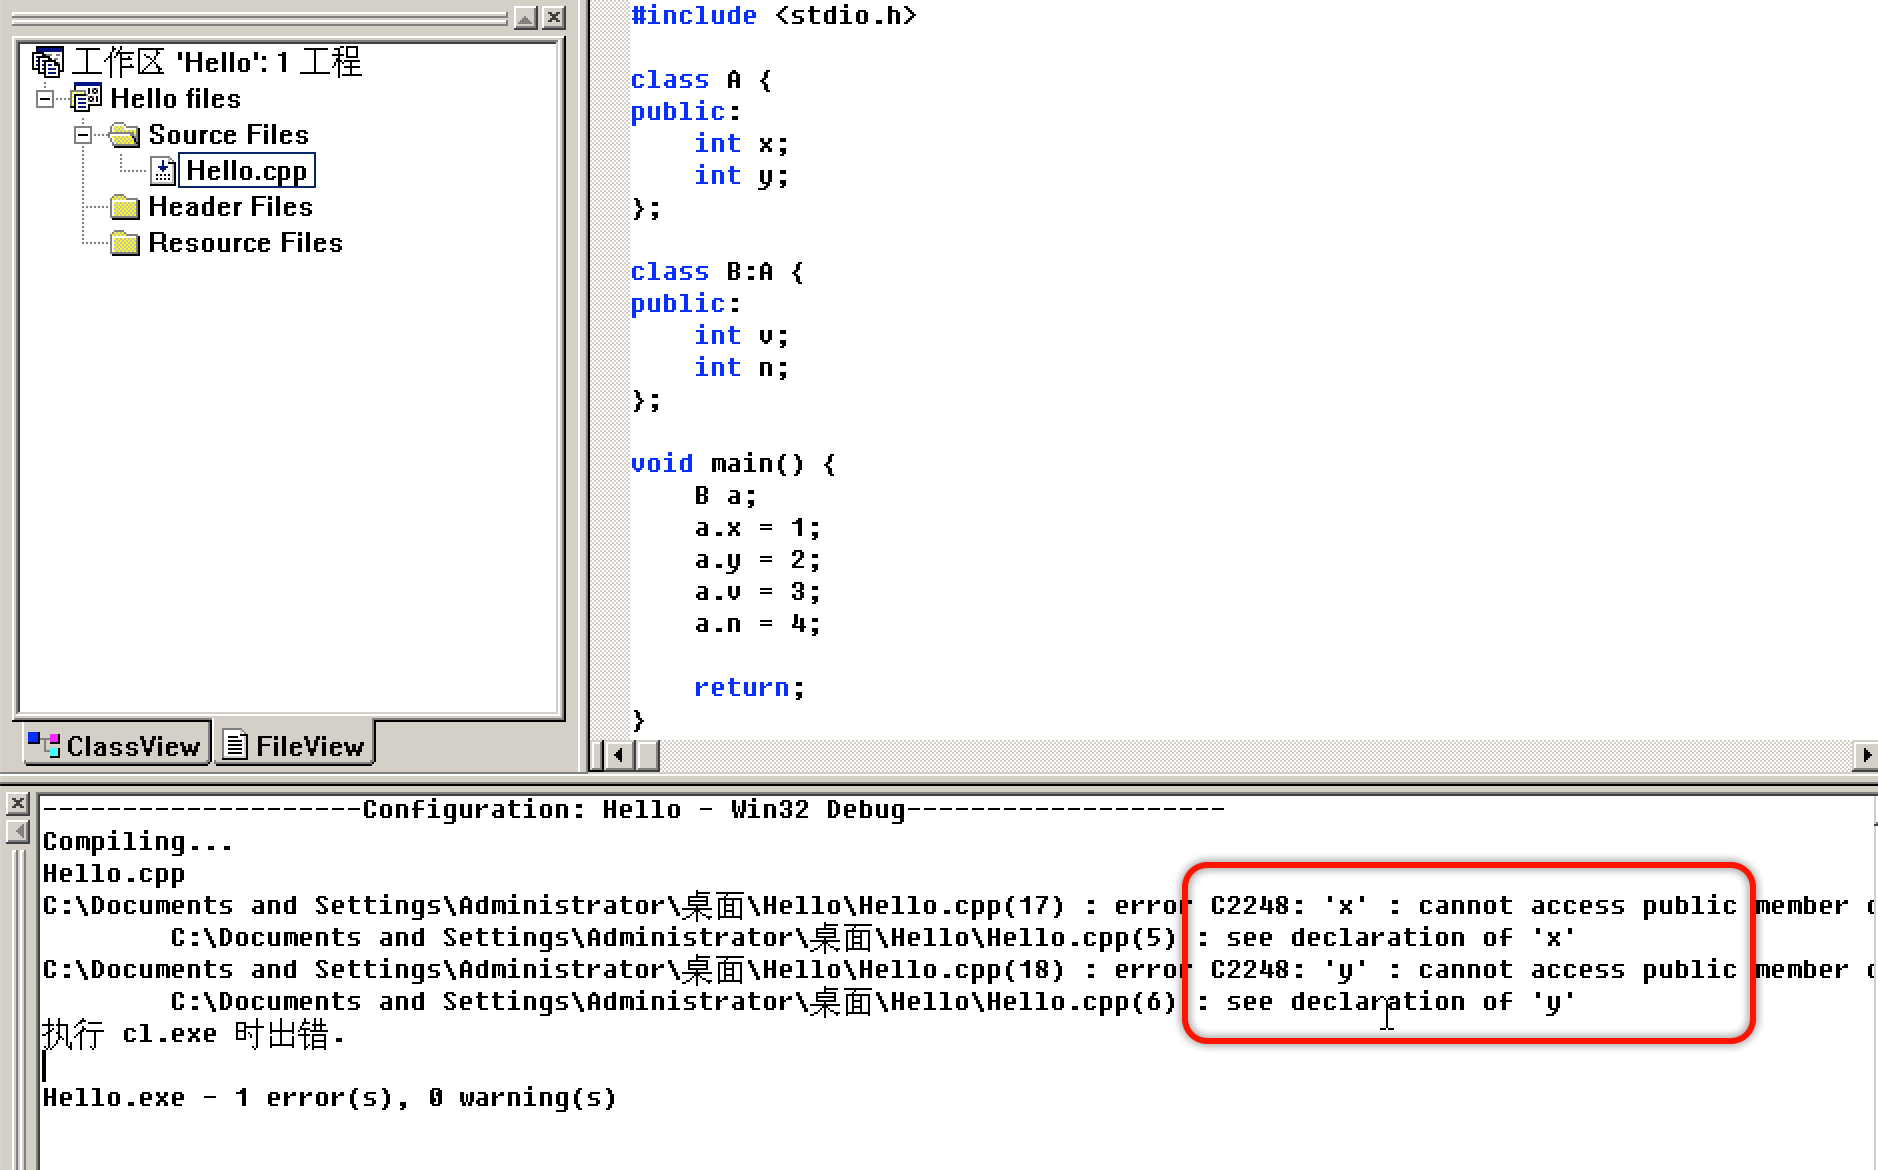 工作区 'Hello': 1 工程
Hello files
Source Files
Hello.cpp
Header Files
Resource Files
ClassView
FileView
#include <stdio.h>
class A {
public:
    int x;
    int y;
};
class B:A {
public:
    int v;
    int n;
};
void main() {
    B a;
    a.x = 1;
    a.y = 2;
    a.v = 3;
    a.n = 4;
    return;
}
--------------------Configuration: Hello - Win32 Debug--------------------
Compiling...
Hello.cpp
C:\Documents and Settings\Administrator\桌面\Hello\Hello.cpp(17) : error C2248: 'x' : cannot access public member
        C:\Documents and Settings\Administrator\桌面\Hello\Hello.cpp(5) : see declaration of 'x'
C:\Documents and Settings\Administrator\桌面\Hello\Hello.cpp(18) : error C2248: 'y' : cannot access public member
        C:\Documents and Settings\Administrator\桌面\Hello\Hello.cpp(6) : see declaration of 'y'
执行 cl.exe 时出错.
Hello.exe - 1 error(s), 0 warning(s)